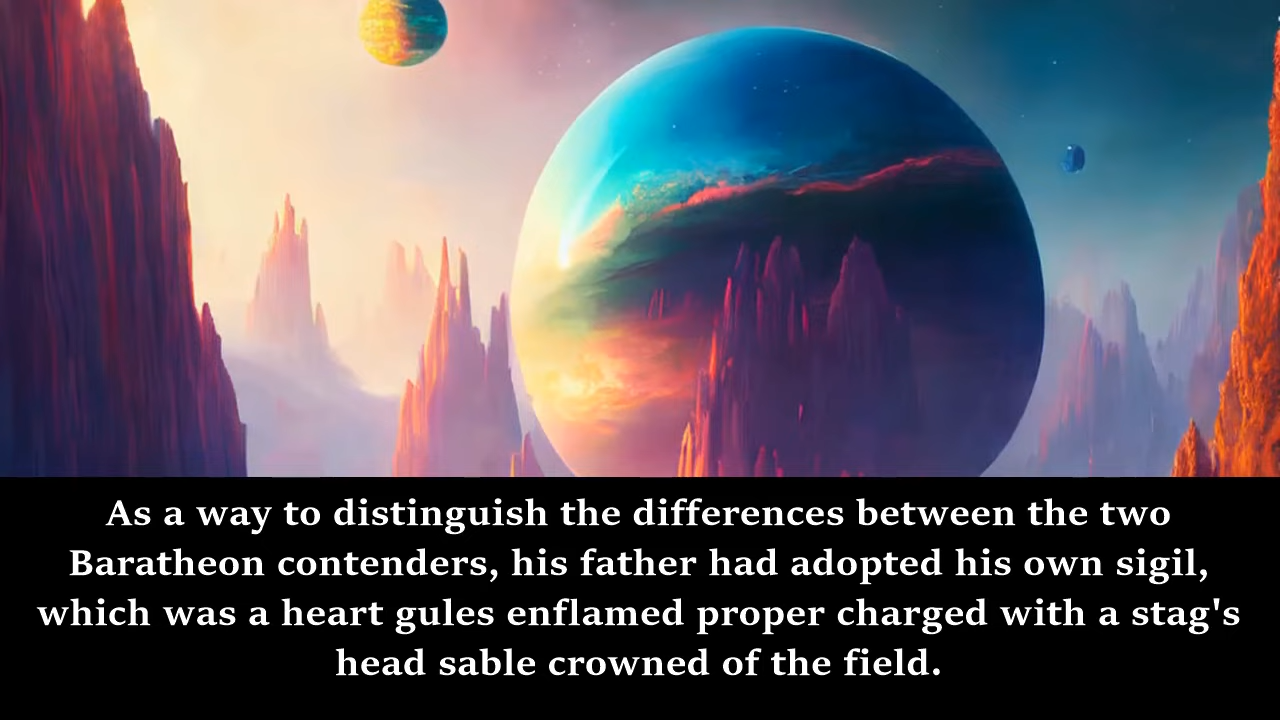 As a way to distinguish the differences between the two
Baratheon contenders, his father had adopted his own sigil,
which was a heart gules enflamed proper charged with a stag's
head sable crowned of the field.